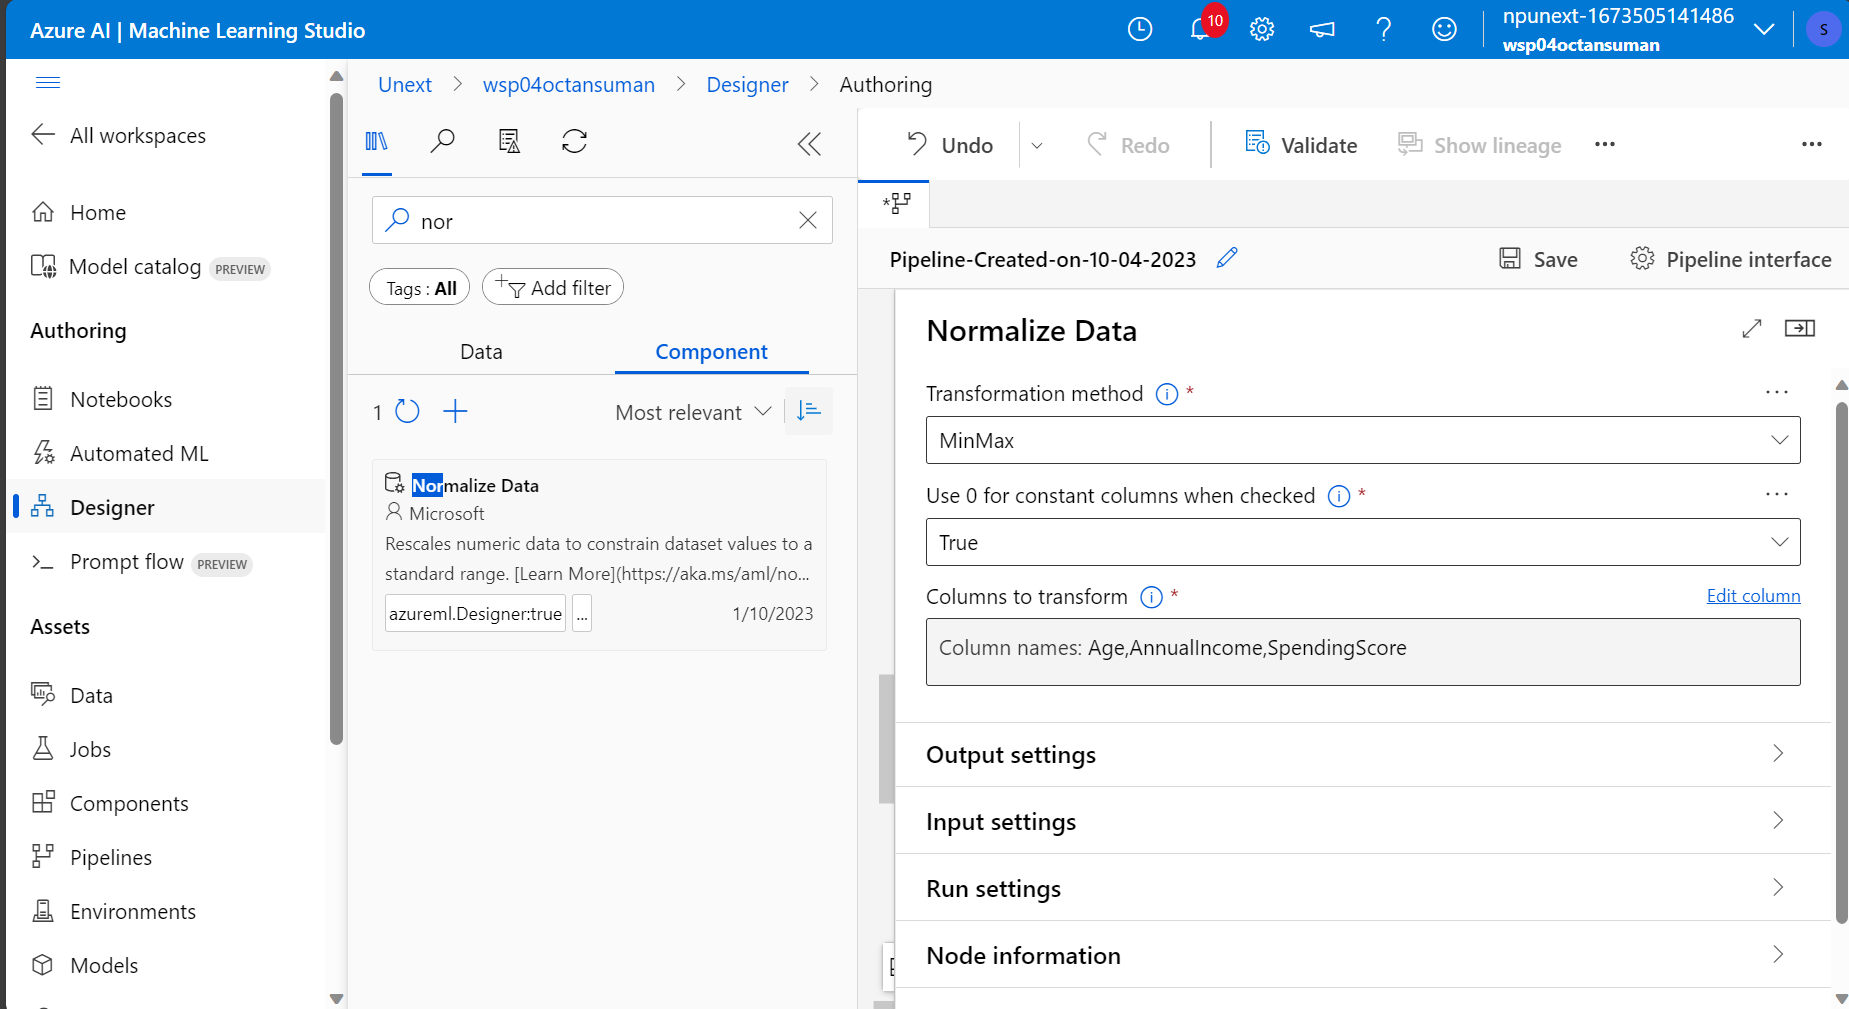 Azure AI | Machine Learning Studio
10
npunext-1673505141486
wsp04octansuman
S
All workspaces
Home
Model catalog PREVIEW
Authoring
Notebooks
Automated ML
Designer
Prompt flow PREVIEW
Assets
Data
Jobs
Components
Pipelines
Environments
Models
Unext > wsp04octansuman > Designer > Authoring
nor
Tags : All
Add filter
Data
Component
1
Most relevant
Normalize Data
Microsoft
Rescales numeric data to constrain dataset values to a
standard range. [Learn More](https://aka.ms/aml/no...
azureml.Designer:true
...
1/10/2023
Undo
Redo
Validate
Show lineage
Pipeline-Created-on-10-04-2023
Save
Pipeline interface
Normalize Data
Transformation method *
MinMax
Use 0 for constant columns when checked *
True
Columns to transform *
Edit column
Column names: Age,AnnualIncome,SpendingScore
Output settings
Input settings
Run settings
Node information